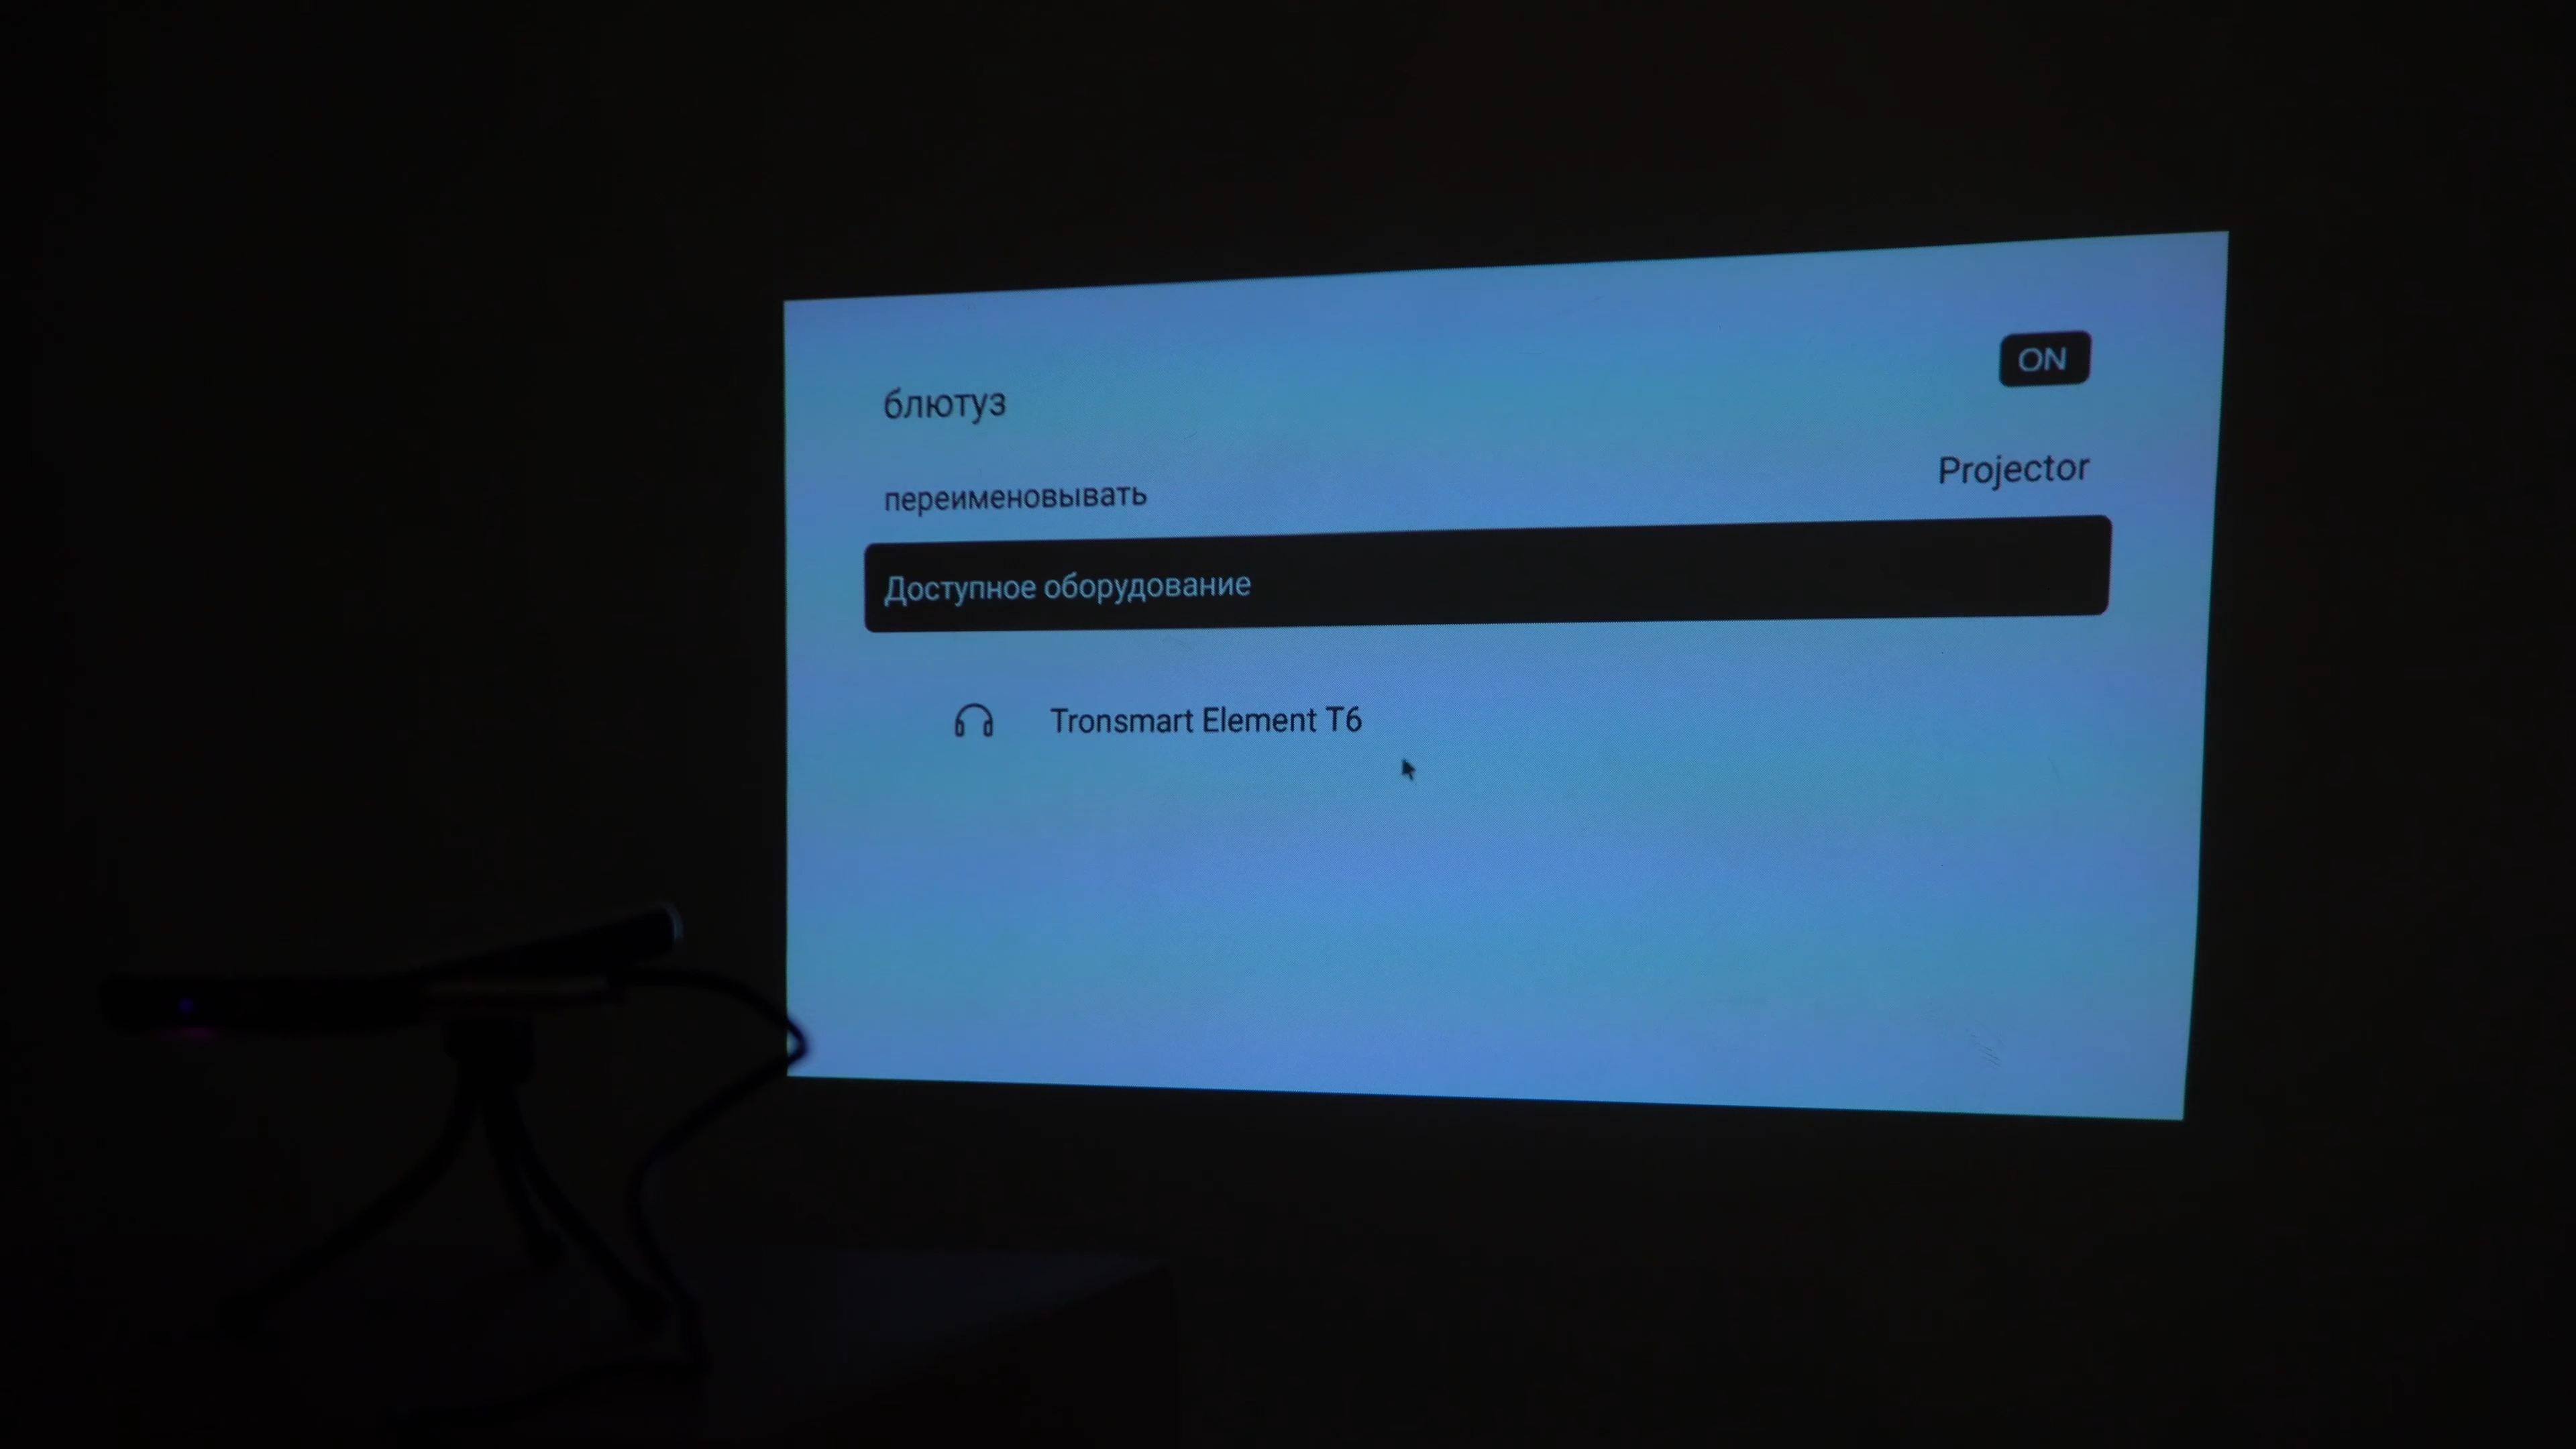 блютуз ON
переименовывать Projector
Доступное оборудование
Tronsmart Element T6